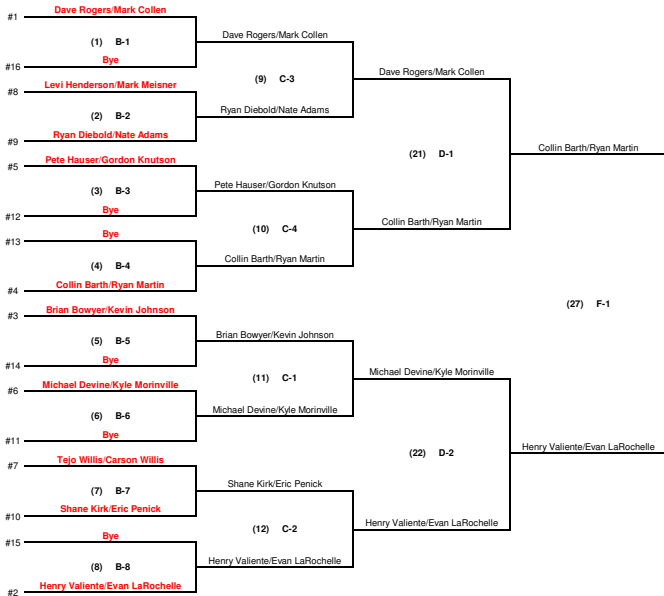 Dave Rogers/Mark Collen
#1
(1) B-1
Dave Rogers/Mark Collen
Bye
#16
(9) C-3
Dave Rogers/Mark Collen
Levi Henderson/Mark Meisner
#8
(2) B-2
Ryan Diebold/Nate Adams
Ryan Diebold/Nate Adams
#9
(21) D-1
Collin Barth/Ryan Martin
Pete Hauser/Gordon Knutson
#5
(3) B-3
Pete Hauser/Gordon Knutson
Bye
#12
(10) C-4
Collin Barth/Ryan Martin
Bye
#13
(4) B-4
Collin Barth/Ryan Martin
Collin Barth/Ryan Martin
#4
(27) F-1
Brian Bowyer/Kevin Johnson
#3
(5) B-5
Brian Bowyer/Kevin Johnson
Bye
#14
(11) C-1
Michael Devine/Kyle Morinville
Michael Devine/Kyle Morinville
#6
(6) B-6
Michael Devine/Kyle Morinville
Bye
#11
(22) D-2
Henry Valiente/Evan LaRochelle
Tejo Willis/Carson Willis
#7
(7) B-7
Shane Kirk/Eric Penick
Shane Kirk/Eric Penick
#10
(12) C-2
Henry Valiente/Evan LaRochelle
Bye
#15
(8) B-8
Henry Valiente/Evan LaRochelle
Henry Valiente/Evan LaRochelle
#2